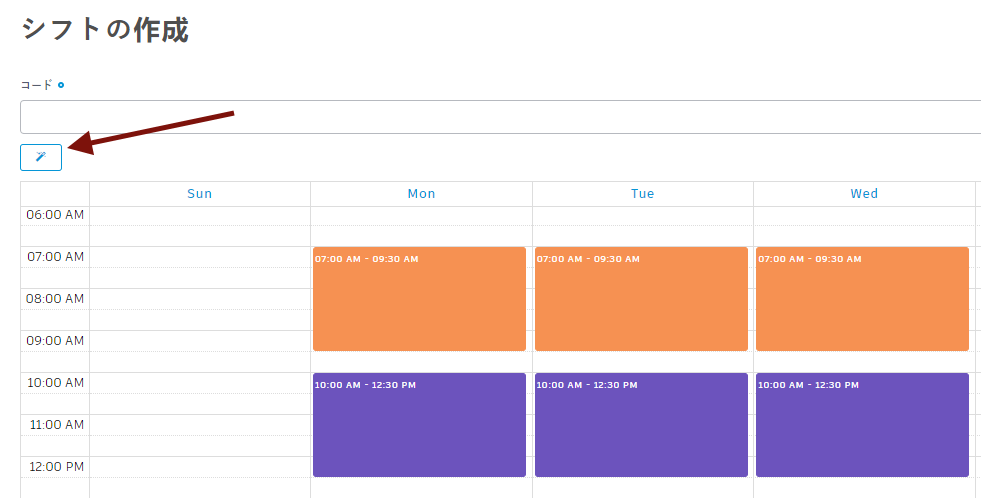 シフトの作成
コード
Sun Mon Tue Wed
06:00 AM
07:00 AM
07:00 AM - 09:30 AM 07:00 AM - 09:30 AM 07:00 AM - 09:30 AM
08:00 AM
09:00 AM
10:00 AM
10:00 AM - 12:30 PM 10:00 AM - 12:30 PM 10:00 AM - 12:30 PM
11:00 AM
12:00 PM